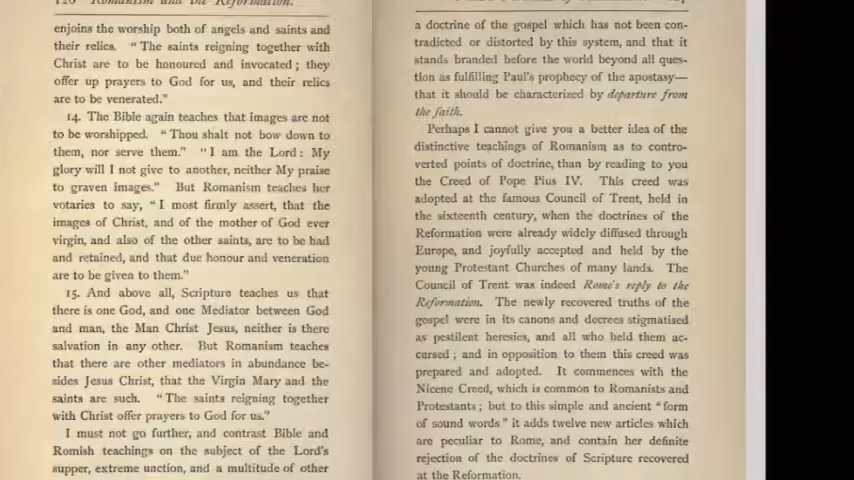 Romanism and the Reformation.
enjoins the worship both of angels and saints and
their relics. "The saints reigning together with
Christ are to be honoured and invocated; they
offer up prayers to God for us, and their relics
are to be venerated."
14. The Bible again teaches that images are not
to be worshipped. "Thou shalt not bow down to
them, nor serve them." "I am the Lord: My
glory will I not give to another, neither My praise
to graven images." But Romanism teaches her
votaries to say, "I most firmly assert, that the
images of Christ, and of the mother of God ever
virgin, and also of the other saints, are to be had
and retained, and that due honour and veneration
are to be given to them."
15. And above all, Scripture teaches us that
there is one God, and one Mediator between God
and man, the Man Christ Jesus, neither is there
salvation in any other. But Romanism teaches
that there are other mediators in abundance be-
sides Jesus Christ, that the Virgin Mary and the
saints are such. "The saints reigning together
with Christ offer prayers to God for us."
I must not go further, and contrast Bible and
Romish teachings on the subject of the Lord's
supper, extreme unction, and a multitude of other
a doctrine of the gospel which has not been con-
tradicted or distorted by this system, and that it
stands branded before the world beyond all ques-
tion as fulfilling Paul's prophecy of the apostasy—
that it should be characterized by departure from
the faith.
Perhaps I cannot give you a better idea of the
distinctive teachings of Romanism as to contro-
verted points of doctrine, than by reading to you
the Creed of Pope Pius IV. This creed was
adopted at the famous Council of Trent, held in
the sixteenth century, when the doctrines of the
Reformation were already widely diffused through
Europe, and joyfully accepted and held by the
young Protestant Churches of many lands. The
Council of Trent was indeed Rome's reply to the
Reformation. The newly recovered truths of the
gospel were in its canons and decrees stigmatised
as pestilent heresies, and all who held them ac-
cursed; and in opposition to them this creed was
prepared and adopted. It commences with the
Nicene Creed, which is common to Romanists and
Protestants; but to this simple and ancient "form
of sound words" it adds twelve new articles which
are peculiar to Rome, and contain her definite
rejection of the doctrines of Scripture recovered
at the Reformation.